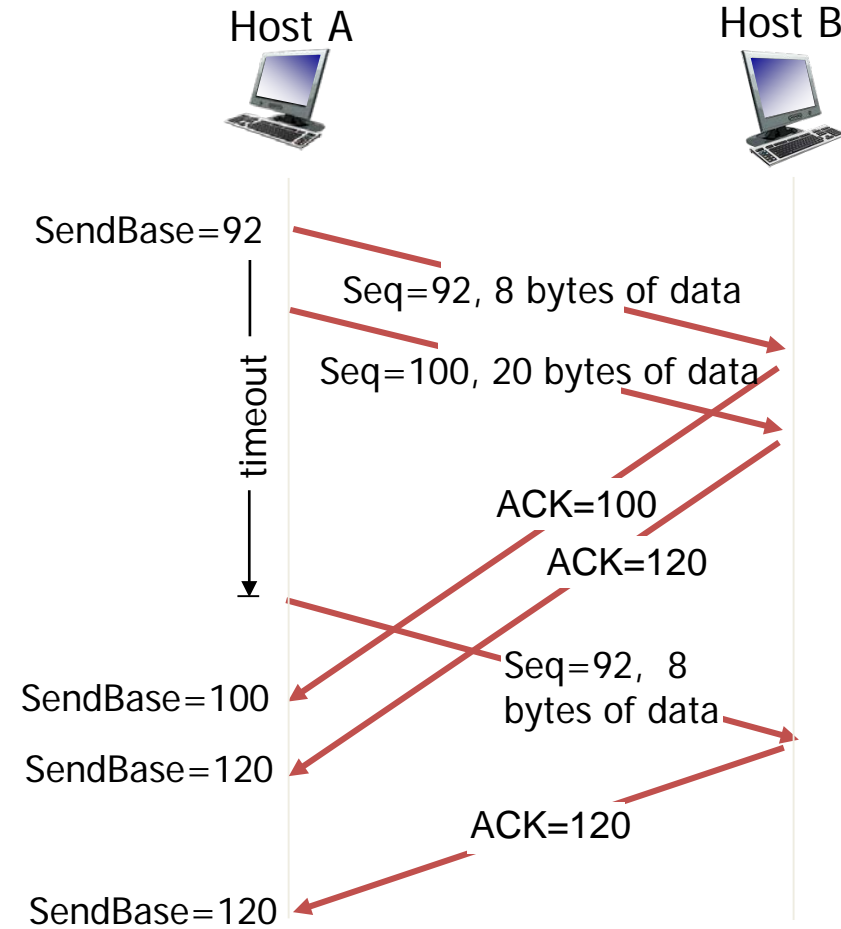 Host A
Host B
SendBase=92
Seq=92, 8 bytes of data
Seq=100, 20 bytes of data
timeout
ACK=100
ACK=120
Seq=92, 8
bytes of data
SendBase=100
SendBase=120
ACK=120
SendBase=120